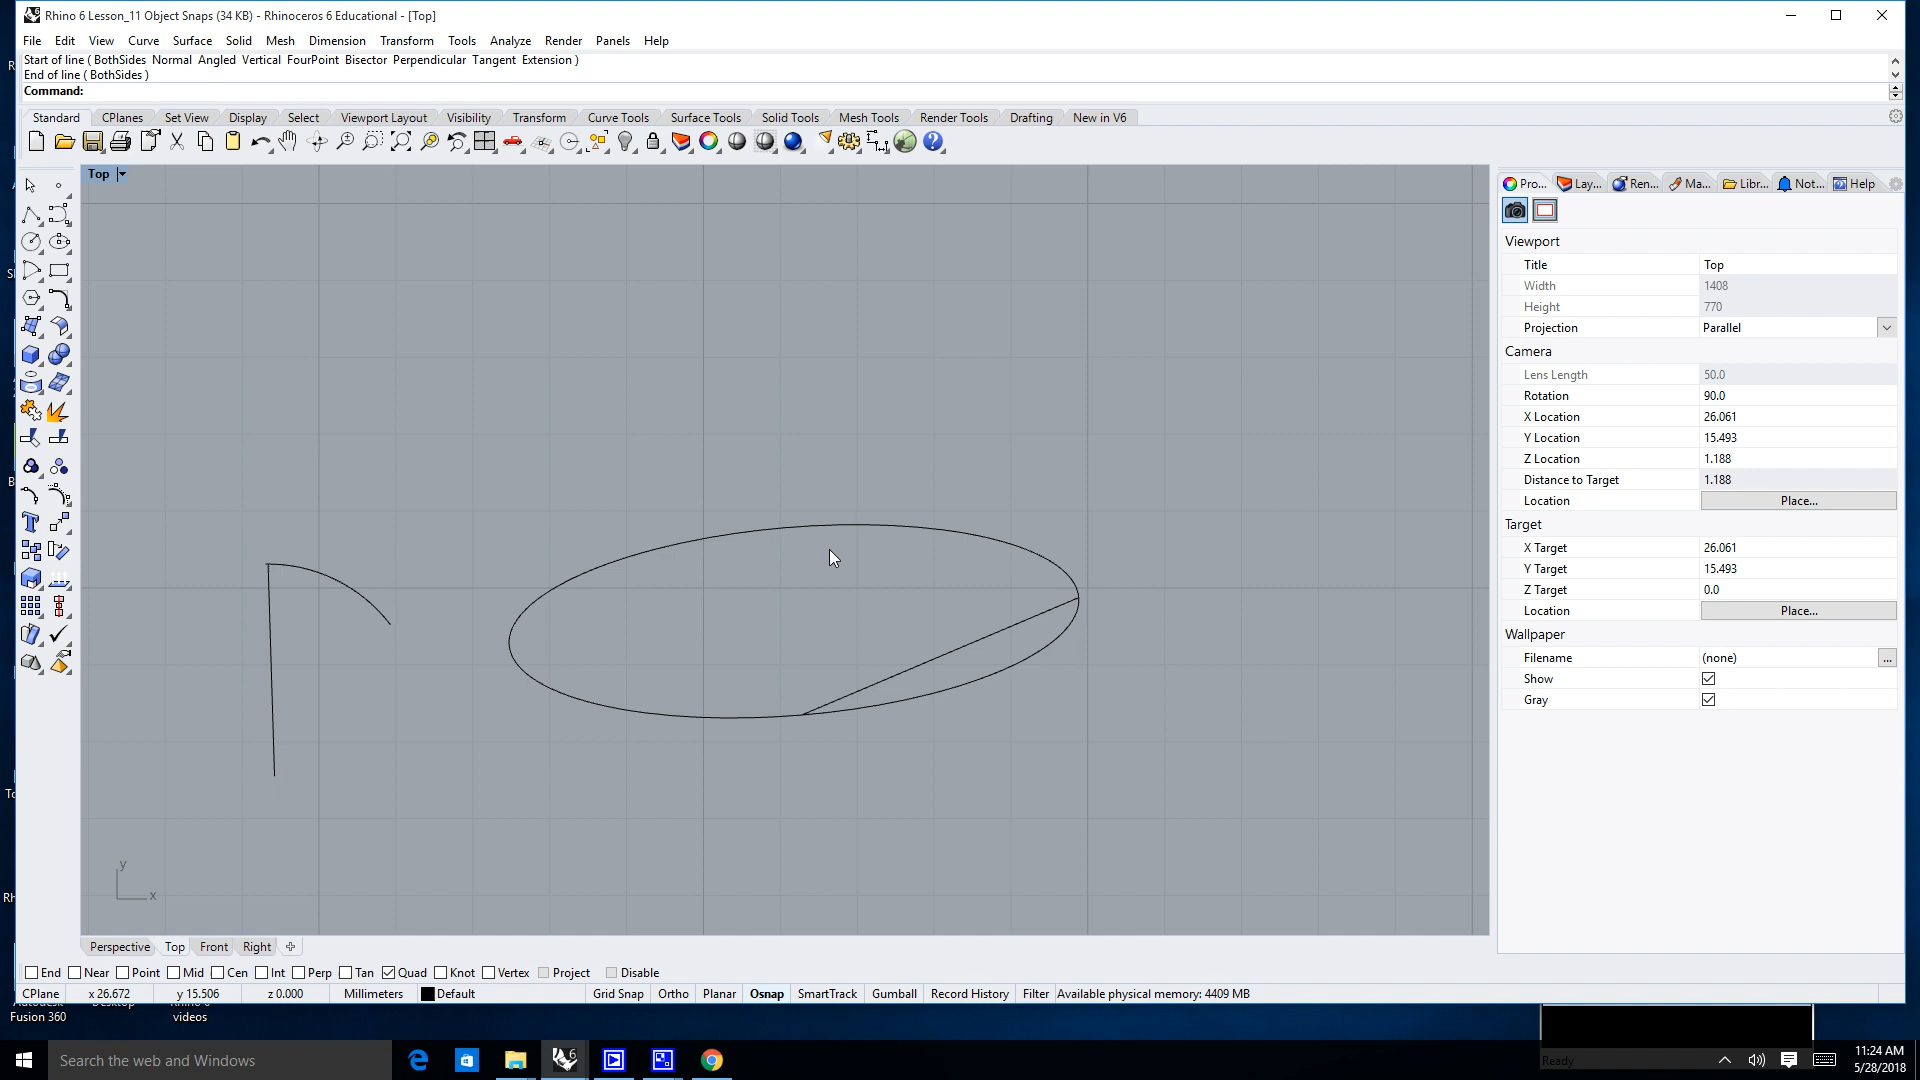 Rhino 6 Lesson_11 Object Snaps (34 KB) - Rhinoceros 6 Educational - [Top]
File Edit View Curve Surface Solid Mesh Dimension Transform Tools Analyze Render Panels Help
Start of line ( BothSides Normal Angled Vertical FourPoint Bisector Perpendicular Tangent Extension )
End of line ( BothSides )
Command:
Standard CPlanes Set View Display Select Viewport Layout Visibility Transform Curve Tools Surface Tools Solid Tools Mesh Tools Render Tools Drafting New in V6
Top
Pro... Lay... Ren... Ma... Libr... Not... Help
Viewport
Title Top
Width 1408
Height 770
Projection Parallel
Camera
Lens Length 50.0
Rotation 90.0
X Location 26.061
Y Location 15.493
Z Location 1.188
Distance to Target 1.188
Location Place...
Target
X Target 26.061
Y Target 15.493
Z Target 0.0
Location Place...
Wallpaper
Filename (none) ...
Show
Gray
y
x
Perspective Top Front Right
End Near Point Mid Cen Int Perp Tan Quad Knot Vertex Project Disable
CPlane x 26.672 y 15.506 z 0.000 Millimeters Default Grid Snap Ortho Planar Osnap SmartTrack Gumball Record History Filter Available physical memory: 4409 MB
Fusion 360 videos
Search the web and Windows
6
Ready
11:24 AM
5/28/2018